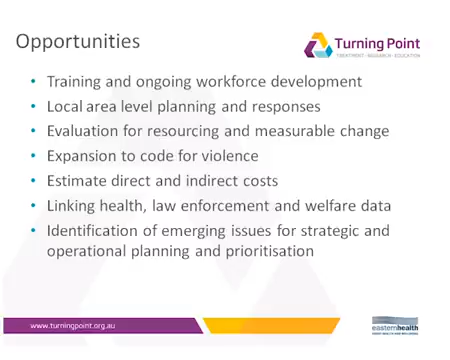 Opportunities
Turning Point
TREATMENT · RESEARCH · EDUCATION
• Training and ongoing workforce development
• Local area level planning and responses
• Evaluation for resourcing and measurable change
• Expansion to code for violence
• Estimate direct and indirect costs
• Linking health, law enforcement and welfare data
• Identification of emerging issues for strategic and
operational planning and prioritisation
www.turningpoint.org.au
easternhealth